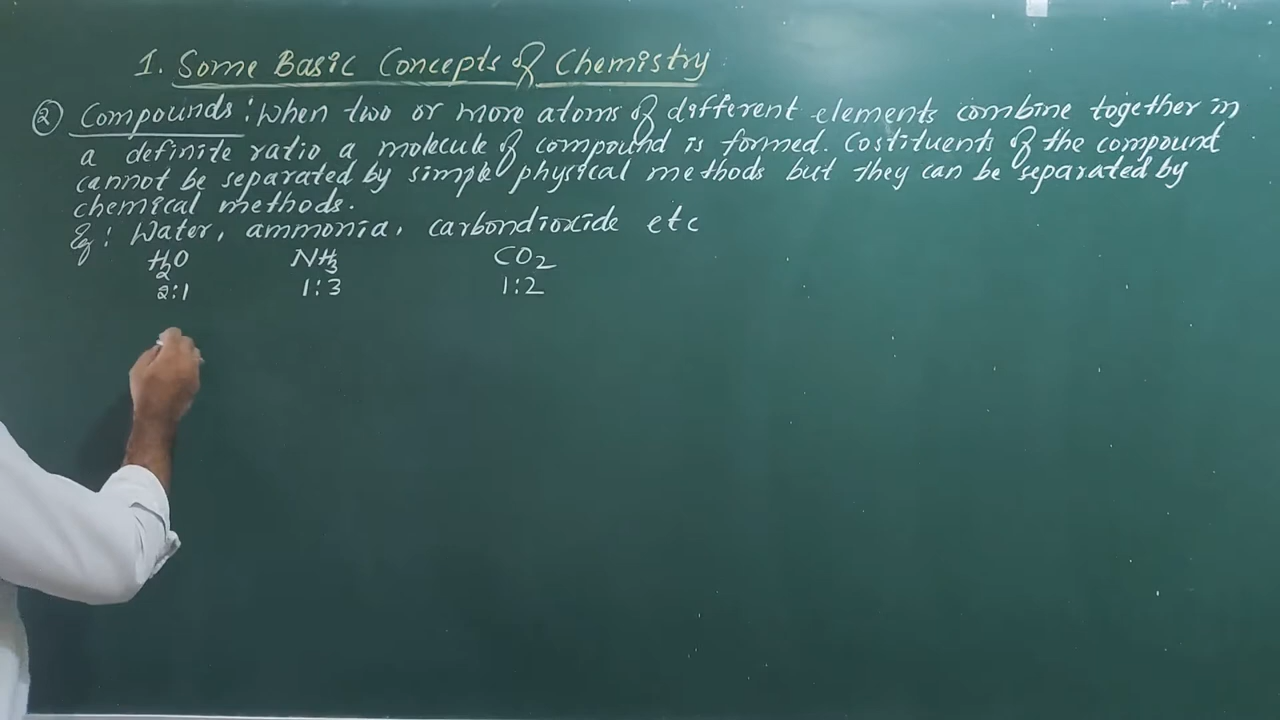 1. Some Basic Concepts of Chemistry
② Compounds : When two or more atoms of different elements combine together in
a definite ratio a molecule of compound is formed. Costituents of the compound
cannot be separated by simple physical methods but they can be separated by
chemical methods.
Eg : Water, ammonia, carbondioxide etc
H₂O NH₃ CO₂
2:1 1:3 1:2